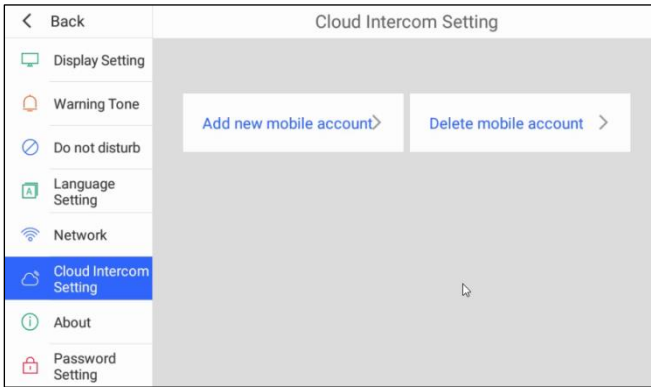 Back
Cloud Intercom Setting
Display Setting
Warning Tone
Do not disturb
A
Language
Setting
Network
Cloud Intercom
Setting
About
Password
Setting
Add new mobile account
Delete mobile account